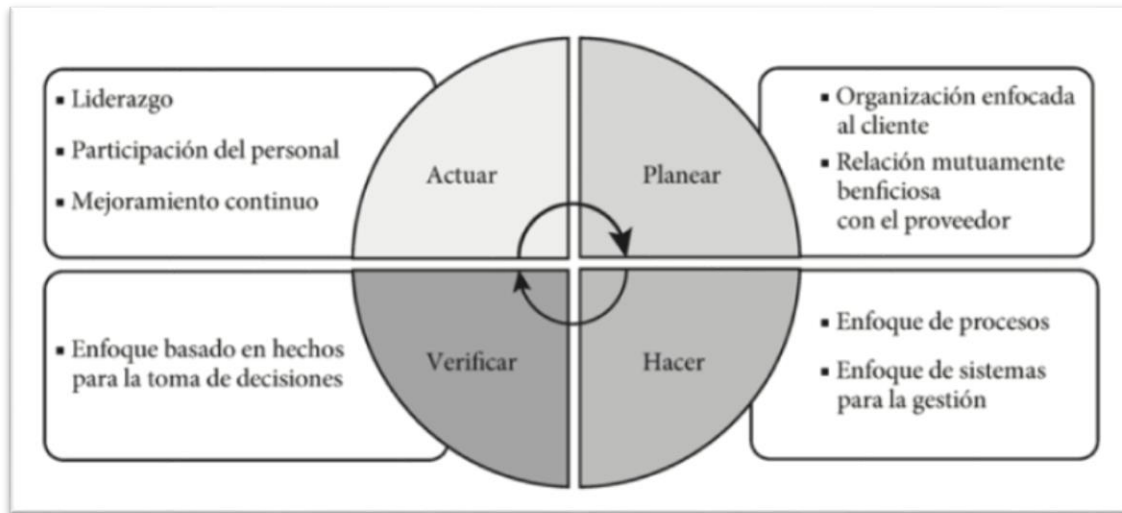 ▪ Liderazgo
▪ Participación del personal
▪ Mejoramiento continuo
Actuar
Planear
▪ Organización enfocada
al cliente
▪ Relación mutuamente
benficiosa
con el proveedor
▪ Enfoque basado en hechos
para la toma de decisiones
Verificar
Hacer
▪ Enfoque de procesos
▪ Enfoque de sistemas
para la gestión